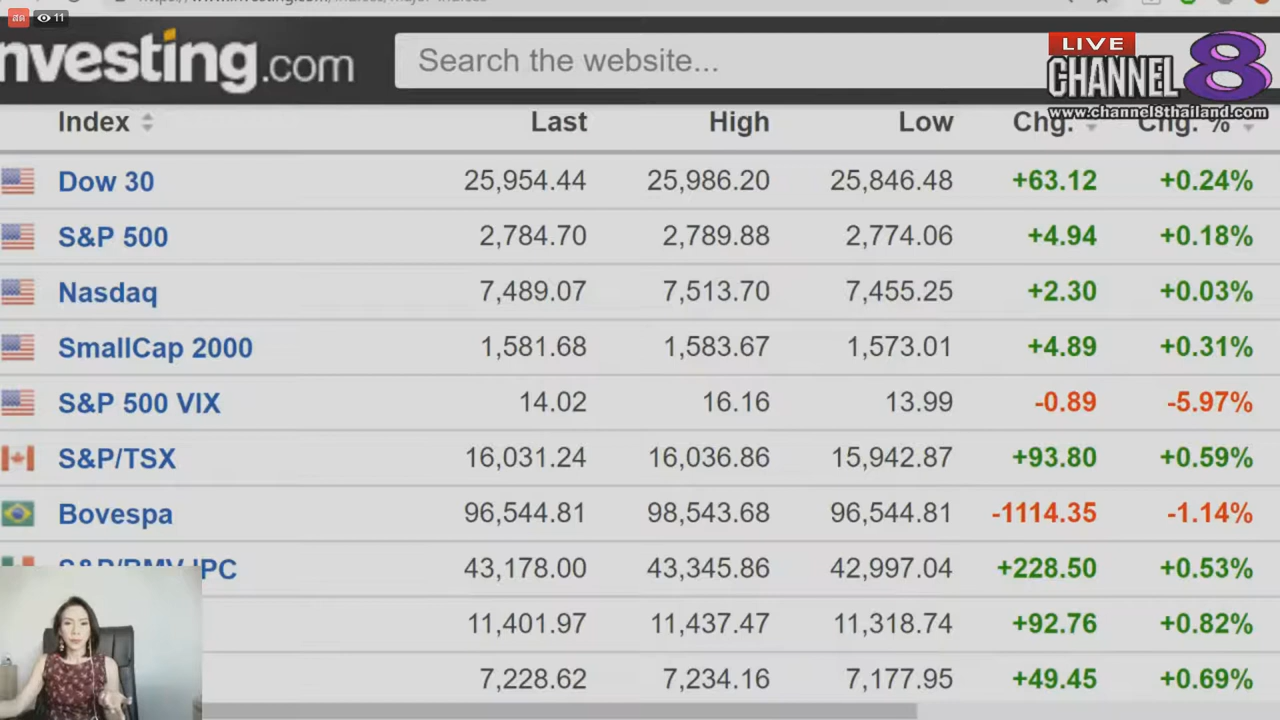 สด 11
investing.com Search the website...
LIVE
CHANNEL 8
www.channel8thailand.com
Index Last High Low Chg. Chg. %
Dow 30 25,954.44 25,986.20 25,846.48 +63.12 +0.24%
S&P 500 2,784.70 2,789.88 2,774.06 +4.94 +0.18%
Nasdaq 7,489.07 7,513.70 7,455.25 +2.30 +0.03%
SmallCap 2000 1,581.68 1,583.67 1,573.01 +4.89 +0.31%
S&P 500 VIX 14.02 16.16 13.99 -0.89 -5.97%
S&P/TSX 16,031.24 16,036.86 15,942.87 +93.80 +0.59%
Bovespa 96,544.81 98,543.68 96,544.81 -1114.35 -1.14%
S&P/BMV IPC 43,178.00 43,345.86 42,997.04 +228.50 +0.53%
11,401.97 11,437.47 11,318.74 +92.76 +0.82%
7,228.62 7,234.16 7,177.95 +49.45 +0.69%